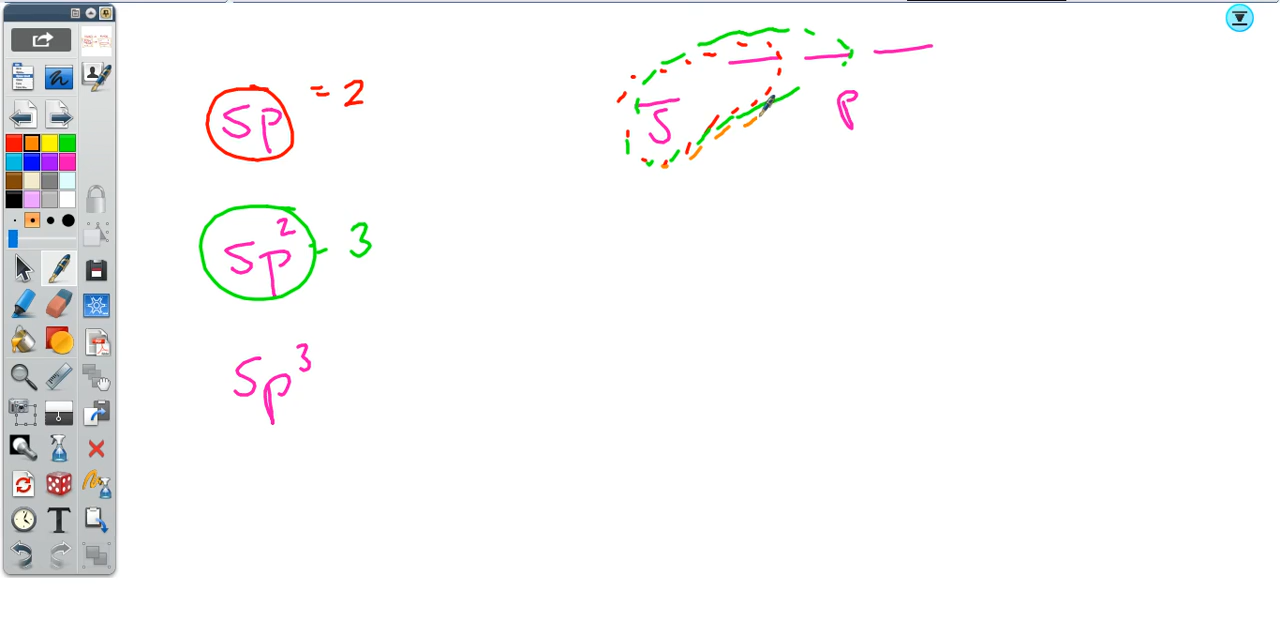 sp = 2
sp² - 3
sp³
s p